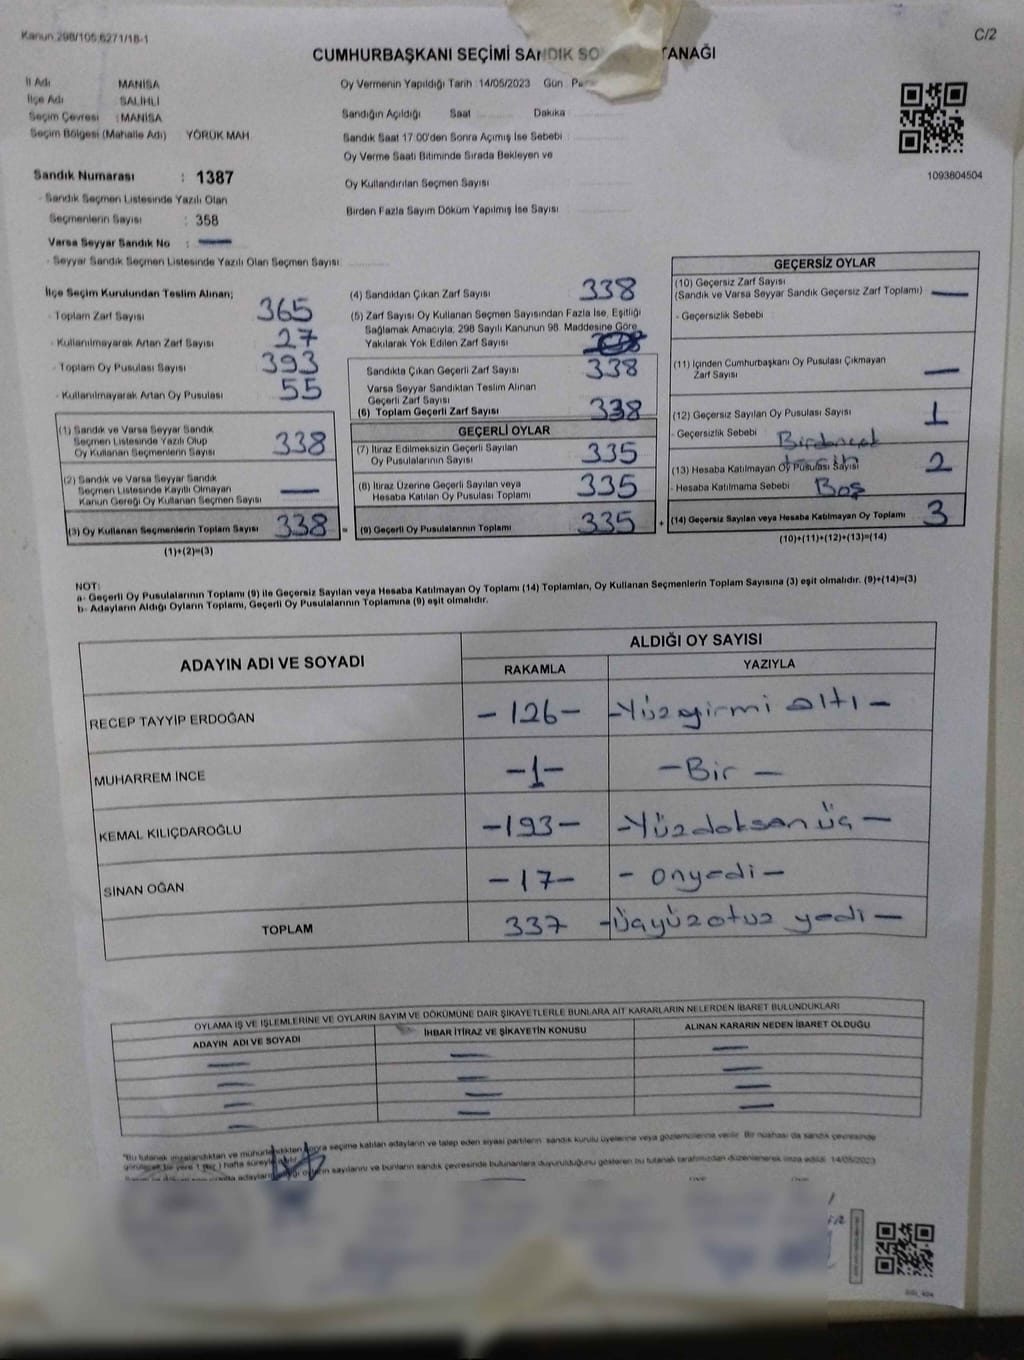 Kanun 298/105,6271/18-1
C/2
CUMHURBAŞKANI SEÇİMİ SANDIK SO TANAĞI
İl Adı MANİSA
İlçe Adı SALİHLİ
Seçim Çevresi : MANİSA
Seçim Bölgesi (Mahalle Adı) YÖRÜK MAH
Sandık Numarası : 1387
- Sandık Seçmen Listesinde Yazılı Olan
Seçmenlerin Sayısı : 358
Varsa Seyyar Sandık No : —
- Seyyar Sandık Seçmen Listesinde Yazılı Olan Seçmen Sayısı
Oy Vermenin Yapıldığı Tarih : 14/05/2023 Gün
Sandığın Açıldığı Saat Dakika
Sandık Saat 17:00'den Sonra Açımış İse Sebebi
Oy Verme Saati Bitiminde Sırada Bekleyen ve
Oy Kullandırılan Seçmen Sayısı
Birden Fazla Sayım Döküm Yapılmış İse Sayısı
1093804504
İlçe Seçim Kurulundan Teslim Alınan;
- Toplam Zarf Sayısı 365
- Kullanılmayarak Artan Zarf Sayısı 27
- Toplam Oy Pusulası Sayısı 393
- Kullanılmayarak Artan Oy Pusulası 55
(1) Sandık ve Varsa Seyyar Sandık
Seçmen Listesinde Yazılı Olup
Oy Kullanan Seçmenlerin Sayısı 338
(2) Sandık ve Varsa Seyyar Sandık
Seçmen Listesinde Kayıtlı Olmayan
Kanun Gereği Oy Kullanan Seçmen Sayısı —
(3) Oy Kullanan Seçmenlerin Toplam Sayısı 338 =
(1)+(2)=(3)
(4) Sandıktan Çıkan Zarf Sayısı 338
(5) Zarf Sayısı Oy Kullanan Seçmen Sayısından Fazla İse, Eşitliği
Sağlamak Amacıyla, 298 Sayılı Kanunun 98. Maddesine Göre
Yakılarak Yok Edilen Zarf Sayısı
Sandıkta Çıkan Geçerli Zarf Sayısı 338
Varsa Seyyar Sandıktan Teslim Alınan
Geçerli Zarf Sayısı
(6) Toplam Geçerli Zarf Sayısı 338
GEÇERLİ OYLAR
(7) İtiraz Edilmeksizin Geçerli Sayılan
Oy Pusulalarının Sayısı 335
(8) İtiraz Üzerine Geçerli Sayılan veya
Hesaba Katılan Oy Pusulası Toplamı 335
(9) Geçerli Oy Pusulalarının Toplamı 335 +
GEÇERSİZ OYLAR
(10) Geçersiz Zarf Sayısı
(Sandık ve Varsa Seyyar Sandık Geçersiz Zarf Toplamı) —
- Geçersizlik Sebebi
(11) İçinden Cumhurbaşkanı Oy Pusulası Çıkmayan
Zarf Sayısı —
(12) Geçersiz Sayılan Oy Pusulası Sayısı 1
- Geçersizlik Sebebi
(13) Hesaba Katılmayan Oy Pusulası Sayısı 2
- Hesaba Katılmama Sebebi Boş
(14) Geçersiz Sayılan veya Hesaba Katılmayan Oy Toplamı 3
(10)+(11)+(12)+(13)=(14)
NOT:
a- Geçerli Oy Pusulalarının Toplamı (9) ile Geçersiz Sayılan veya Hesaba Katılmayan Oy Toplamı (14) Toplamları, Oy Kullanan Seçmenlerin Toplam Sayısına (3) eşit olmalıdır. (9)+(14)=(3)
b- Adayların Aldığı Oyların Toplamı, Geçerli Oy Pusulalarının Toplamına (9) eşit olmalıdır.
ADAYIN ADI VE SOYADI
ALDIĞI OY SAYISI
RAKAMLA YAZIYLA
RECEP TAYYİP ERDOĞAN -126- -Yüzyirmi altı-
MUHARREM İNCE -1- -Bir-
KEMAL KILIÇDAROĞLU -193- -Yüzdoksanüç-
SİNAN OĞAN -17- -onyedi-
TOPLAM 337 -üçyüzotuz yedi-
OYLAMA İŞ VE İŞLEMLERİNE VE OYLARIN SAYIM VE DÖKÜMÜNE DAİR ŞİKAYETLERLE BUNLARA AİT KARARLARIN NELERDEN İBARET BULUNDUKLARI
ADAYIN ADI VE SOYADI İHBAR İTİRAZ VE ŞİKAYETİN KONUSU ALINAN KARARIN NEDEN İBARET OLDUĞU
*Bu tutanak imzalandıktan ve mühürlendikten sonra seçime katılan adayların ve talep eden siyasi partilerin sandık kurulu üyelerine veya gözlemcilerine verilir. Bir nüshası da sandık çevresinde
görülecek bir yere 1 (Bir) hafta süreyle
oyların sayılarını ve bunların sandık çevresinde bulunanlara duyurulduğunu gösteren bu tutanak tarafımızdan düzenlenerek imza edildi. 14/05/2023